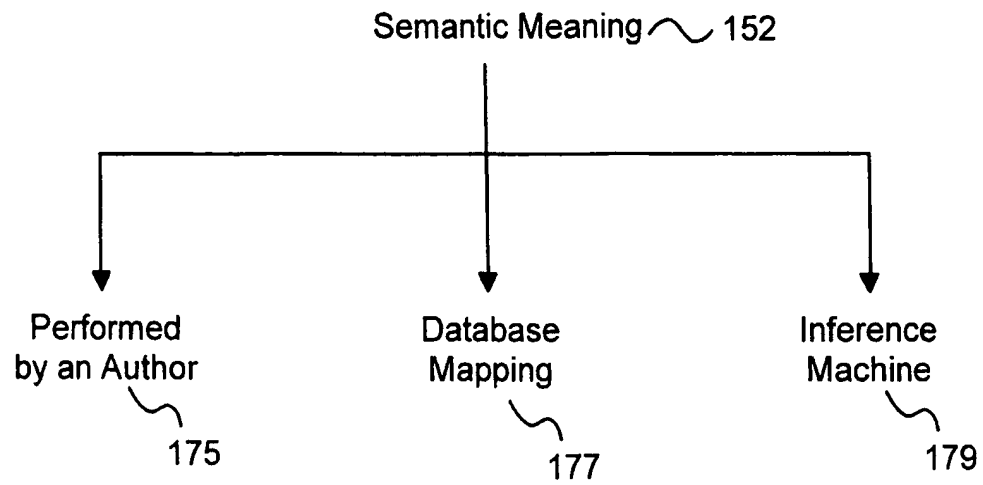 Semantic Meaning 152
Performed
by an Author
175
Database
Mapping
177
Inference
Machine
179